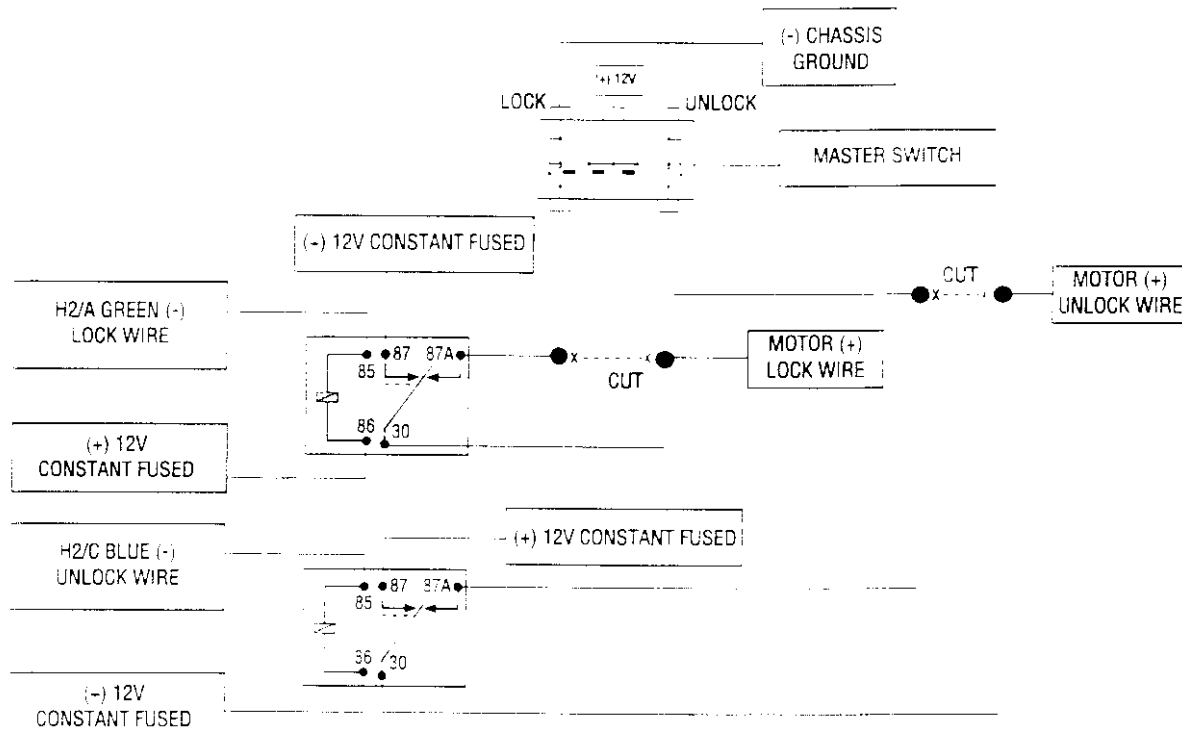 (-) CHASSIS
GROUND
(+) 12V
LOCK
UNLOCK
MASTER SWITCH
(-) 12V CONSTANT FUSED
H2/A GREEN (-)
LOCK WIRE
CUT
MOTOR (+)
UNLOCK WIRE
87
87A
85
MOTOR (+)
LOCK WIRE
CUT
86
30
(+) 12V
CONSTANT FUSED
(+) 12V CONSTANT FUSED
H2/C BLUE (-)
UNLOCK WIRE
87
87A
85
86
30
(-) 12V
CONSTANT FUSED